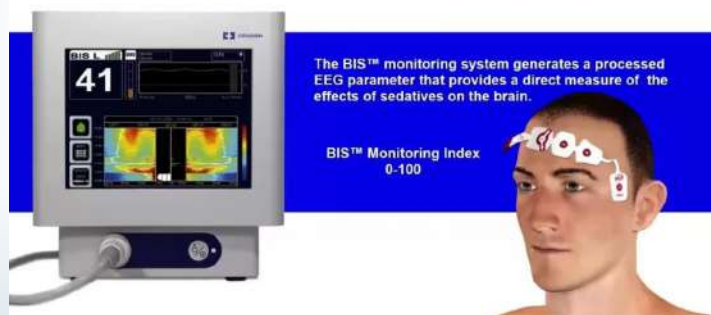 COVIDIEN
BIS L
41
The BIS™ monitoring system generates a processed
EEG parameter that provides a direct measure of the
effects of sedatives on the brain.
BIS™ Monitoring Index
0-100